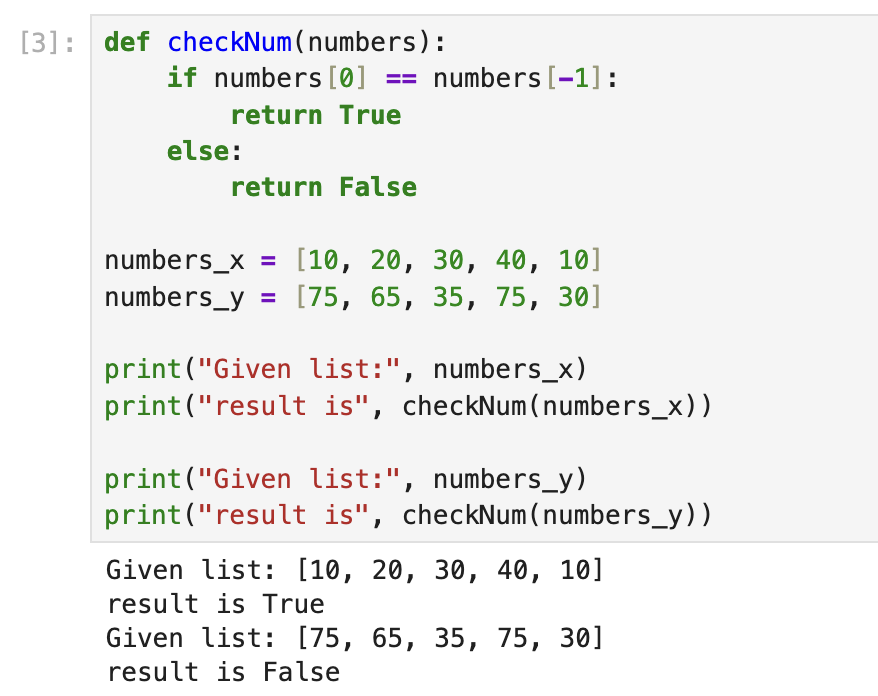 [3]:
def checkNum(numbers):
    if numbers[0] == numbers[-1]:
        return True
    else:
        return False

numbers_x = [10, 20, 30, 40, 10]
numbers_y = [75, 65, 35, 75, 30]

print("Given list:", numbers_x)
print("result is", checkNum(numbers_x))

print("Given list:", numbers_y)
print("result is", checkNum(numbers_y))
Given list: [10, 20, 30, 40, 10]
result is True
Given list: [75, 65, 35, 75, 30]
result is False